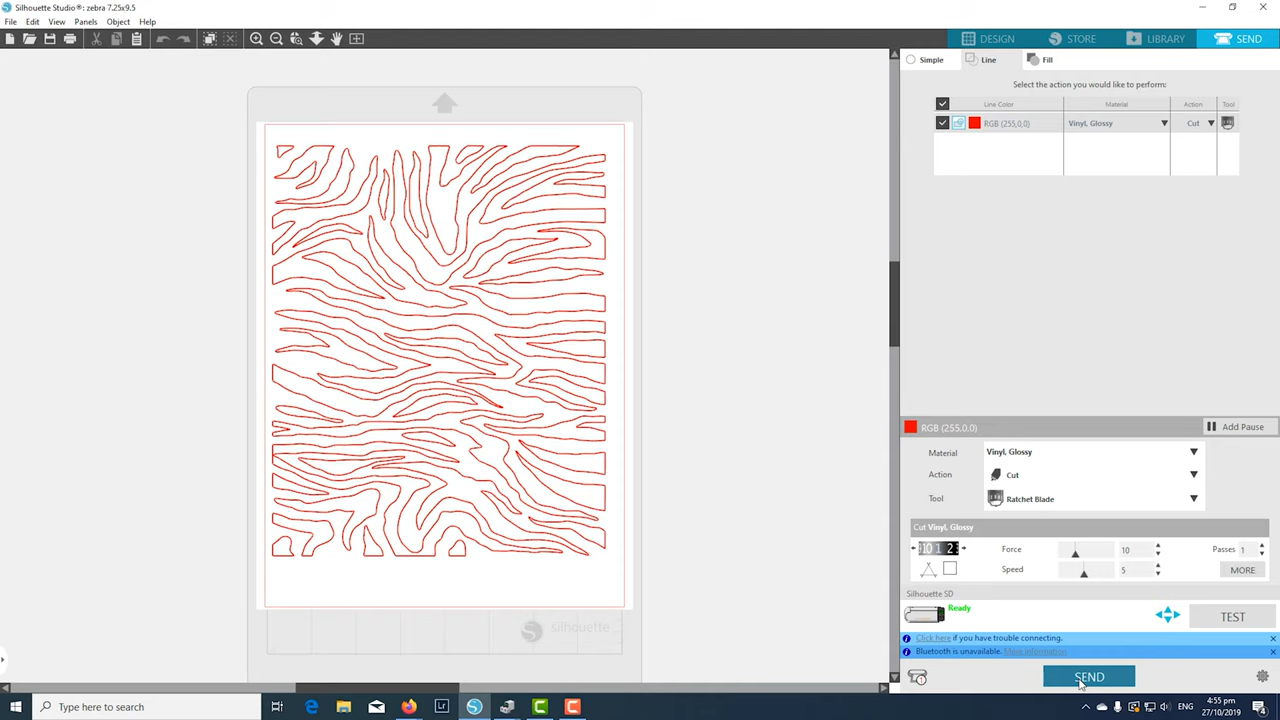 Silhouette Studio®: zebra 7.25x9.5
File Edit View Panels Object Help
DESIGN STORE LIBRARY SEND
Simple Line Fill
Select the action you would like to perform:
Line Color Material Action Tool
RGB (255,0,0) Vinyl, Glossy Cut
RGB (255,0,0) Add Pause
Material Vinyl, Glossy
Action Cut
Tool Ratchet Blade
Cut Vinyl, Glossy
10 1 2 Force 10 Passes 1
Speed 5 MORE
Silhouette SD
Ready
TEST
silhouette
Click here if you have trouble connecting.
Bluetooth is unavailable. More information
SEND
Type here to search
ENG
4:55 pm
27/10/2019